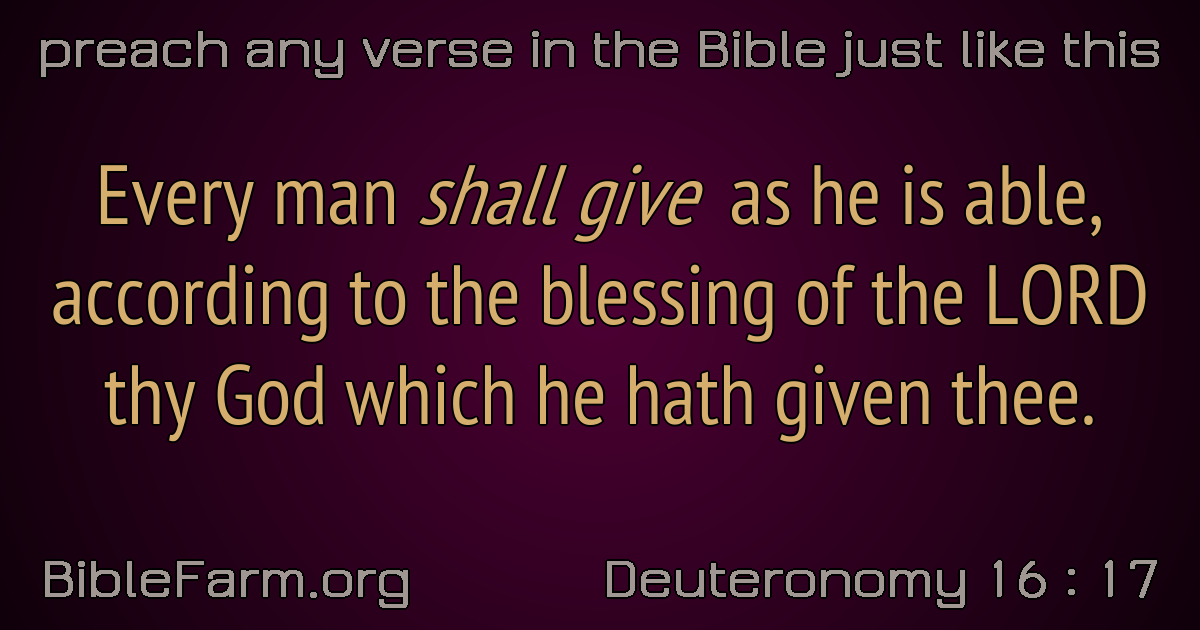 preach any verse in the Bible just like this
Every man shall give as he is able,
according to the blessing of the LORD
thy God which he hath given thee.
BibleFarm.org
Deuteronomy 16 : 17